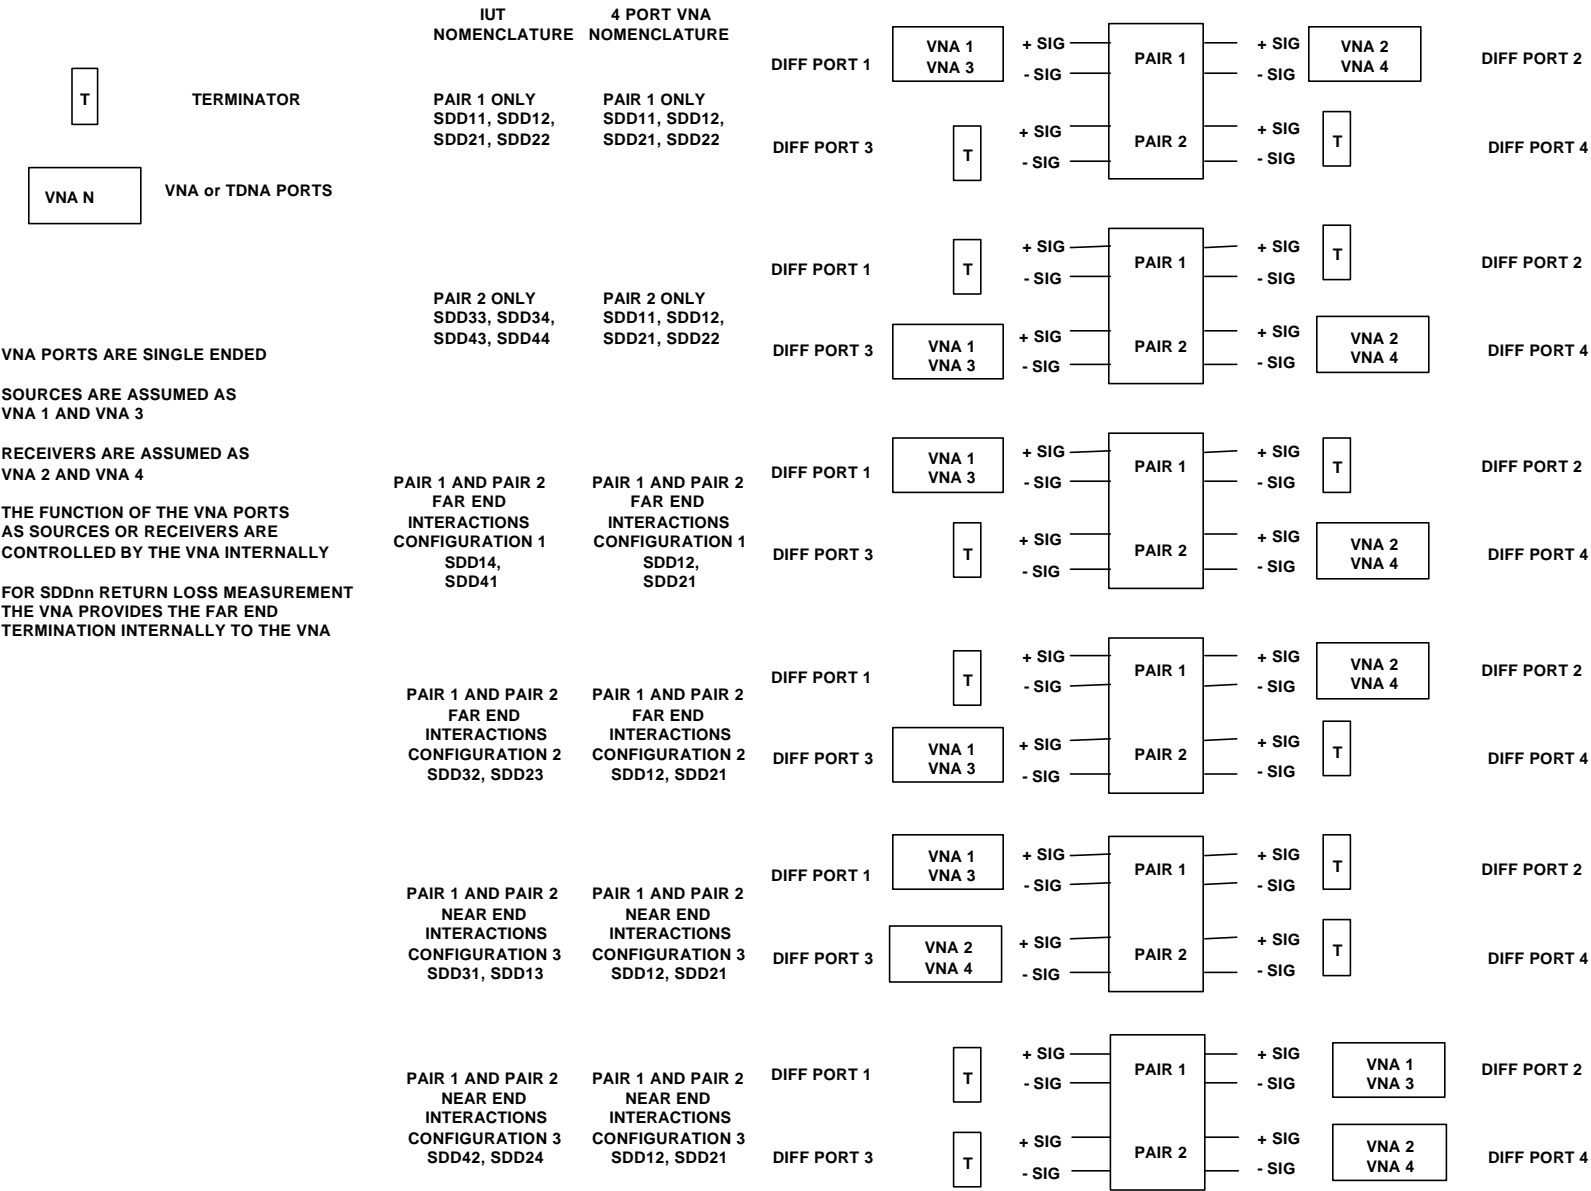 IUT
NOMENCLATURE
4 PORT VNA
NOMENCLATURE
T
TERMINATOR
VNA N
VNA or TDNA PORTS
VNA PORTS ARE SINGLE ENDED
SOURCES ARE ASSUMED AS
VNA 1 AND VNA 3
RECEIVERS ARE ASSUMED AS
VNA 2 AND VNA 4
THE FUNCTION OF THE VNA PORTS
AS SOURCES OR RECEIVERS ARE
CONTROLLED BY THE VNA INTERNALLY
FOR SDDnn RETURN LOSS MEASUREMENT
THE VNA PROVIDES THE FAR END
TERMINATION INTERNALLY TO THE VNA
PAIR 1 ONLY
SDD11, SDD12,
SDD21, SDD22
PAIR 1 ONLY
SDD11, SDD12,
SDD21, SDD22
DIFF PORT 1
VNA 1
VNA 3
+ SIG
- SIG
PAIR 1
+ SIG
- SIG
VNA 2
VNA 4
DIFF PORT 2
DIFF PORT 3
T
+ SIG
- SIG
PAIR 2
+ SIG
- SIG
T
DIFF PORT 4
PAIR 2 ONLY
SDD33, SDD34,
SDD43, SDD44
PAIR 2 ONLY
SDD11, SDD12,
SDD21, SDD22
DIFF PORT 1
T
+ SIG
- SIG
PAIR 1
+ SIG
- SIG
T
DIFF PORT 2
DIFF PORT 3
VNA 1
VNA 3
+ SIG
- SIG
PAIR 2
+ SIG
- SIG
VNA 2
VNA 4
DIFF PORT 4
PAIR 1 AND PAIR 2
FAR END
INTERACTIONS
CONFIGURATION 1
SDD14,
SDD41
PAIR 1 AND PAIR 2
FAR END
INTERACTIONS
CONFIGURATION 1
SDD12,
SDD21
DIFF PORT 1
VNA 1
VNA 3
+ SIG
- SIG
PAIR 1
+ SIG
- SIG
T
DIFF PORT 2
DIFF PORT 3
T
+ SIG
- SIG
PAIR 2
+ SIG
- SIG
VNA 2
VNA 4
DIFF PORT 4
PAIR 1 AND PAIR 2
FAR END
INTERACTIONS
CONFIGURATION 2
SDD32, SDD23
PAIR 1 AND PAIR 2
FAR END
INTERACTIONS
CONFIGURATION 2
SDD12, SDD21
DIFF PORT 1
T
+ SIG
- SIG
PAIR 1
+ SIG
- SIG
VNA 2
VNA 4
DIFF PORT 2
DIFF PORT 3
VNA 1
VNA 3
+ SIG
- SIG
PAIR 2
+ SIG
- SIG
T
DIFF PORT 4
PAIR 1 AND PAIR 2
NEAR END
INTERACTIONS
CONFIGURATION 3
SDD31, SDD13
PAIR 1 AND PAIR 2
NEAR END
INTERACTIONS
CONFIGURATION 3
SDD12, SDD21
DIFF PORT 1
VNA 1
VNA 3
+ SIG
- SIG
PAIR 1
+ SIG
- SIG
T
DIFF PORT 2
DIFF PORT 3
VNA 2
VNA 4
+ SIG
- SIG
PAIR 2
+ SIG
- SIG
T
DIFF PORT 4
PAIR 1 AND PAIR 2
NEAR END
INTERACTIONS
CONFIGURATION 3
SDD42, SDD24
PAIR 1 AND PAIR 2
NEAR END
INTERACTIONS
CONFIGURATION 3
SDD12, SDD21
DIFF PORT 1
T
+ SIG
- SIG
PAIR 1
+ SIG
- SIG
VNA 1
VNA 3
DIFF PORT 2
DIFF PORT 3
T
+ SIG
- SIG
PAIR 2
+ SIG
- SIG
VNA 2
VNA 4
DIFF PORT 4